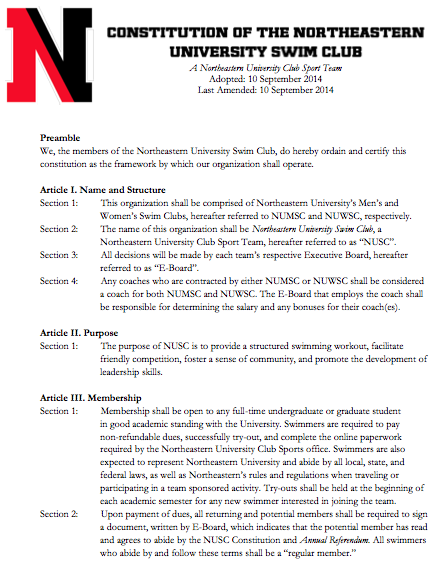 N
CONSTITUTION OF THE NORTHEASTERN
UNIVERSITY SWIM CLUB
A Northeastern University Club Sport Team
Adopted: 10 September 2014
Last Amended: 10 September 2014
Preamble
We, the members of the Northeastern University Swim Club, do hereby ordain and certify this
constitution as the framework by which our organization shall operate.
Article I. Name and Structure
Section 1: This organization shall be comprised of Northeastern University's Men's and
Women's Swim Clubs, hereafter referred to NUMSC and NUWSC, respectively.
Section 2: The name of this organization shall be Northeastern University Swim Club, a
Northeastern University Club Sport Team, hereafter referred to as “NUSC”.
Section 3: All decisions will be made by each team's respective Executive Board, hereafter
referred to as “E-Board”.
Section 4: Any coaches who are contracted by either NUMSC or NUWSC shall be considered
a coach for both NUMSC and NUWSC. The E-Board that employs the coach shall
be responsible for determining the salary and any bonuses for their coach(es).
Article II. Purpose
Section 1: The purpose of NUSC is to provide a structured swimming workout, facilitate
friendly competition, foster a sense of community, and promote the development of
leadership skills.
Article III. Membership
Section 1: Membership shall be open to any full-time undergraduate or graduate student
in good academic standing with the University. Swimmers are required to pay
non-refundable dues, successfully try-out, and complete the online paperwork
required by the Northeastern University Club Sports office. Swimmers are also
expected to represent Northeastern University and abide by all local, state, and
federal laws, as well as Northeastern's rules and regulations when traveling or
participating in a team sponsored activity. Try-outs shall be held at the beginning of
each academic semester for any new swimmer interested in joining the team.
Section 2: Upon payment of dues, all returning and potential members shall be required to sign
a document, written by E-Board, which indicates that the potential member has read
and agrees to abide by the NUSC Constitution and Annual Referendum. All swimmers
who abide by and follow these terms shall be a “regular member.”